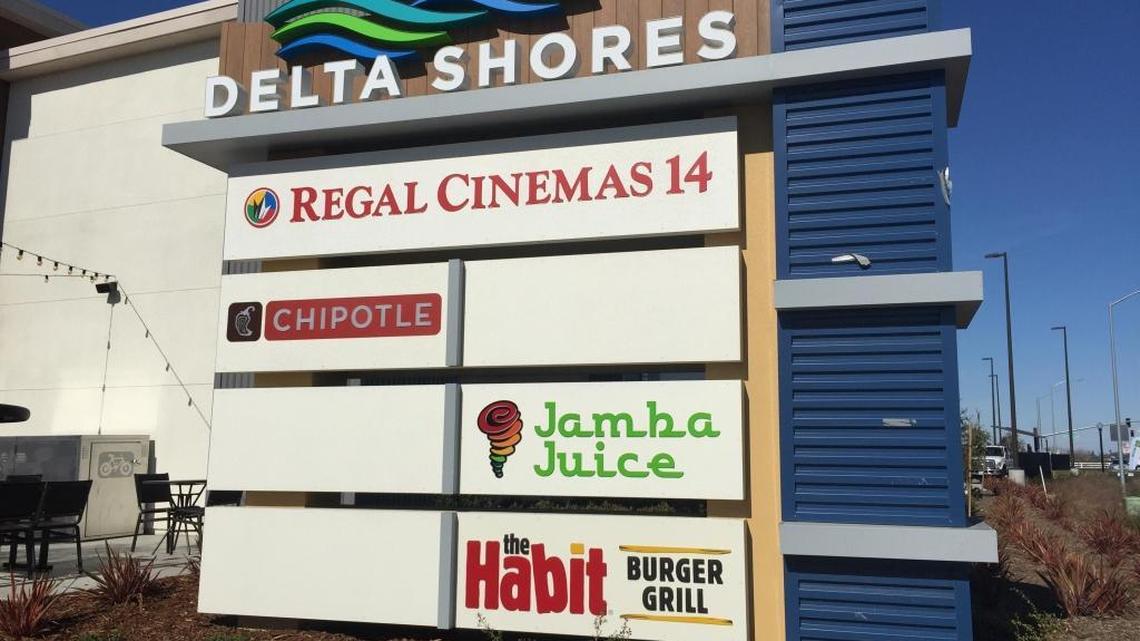 DELTA SHORES
REGAL CINEMAS 14
CHIPOTLE
Jamba
Juice
the
Habit
BURGER
GRILL